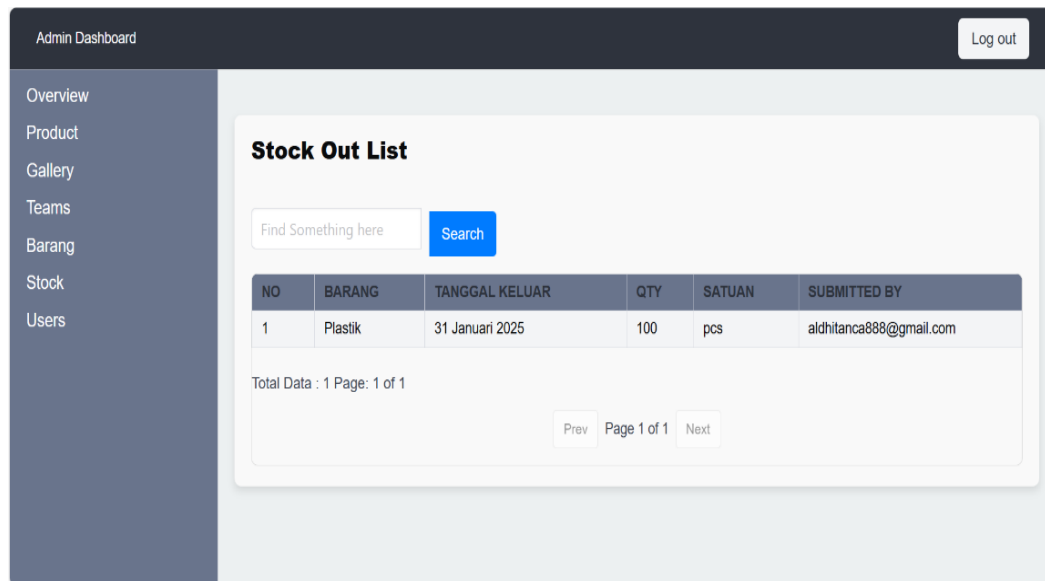 Admin Dashboard
Log out
Overview
Product
Gallery
Teams
Barang
Stock
Users
Stock Out List
Find Something here
Search
NO BARANG TANGGAL KELUAR QTY SATUAN SUBMITTED BY
1 Plastik 31 Januari 2025 100 pcs aldhitanca888@gmail.com
Total Data : 1 Page: 1 of 1
Prev Page 1 of 1 Next